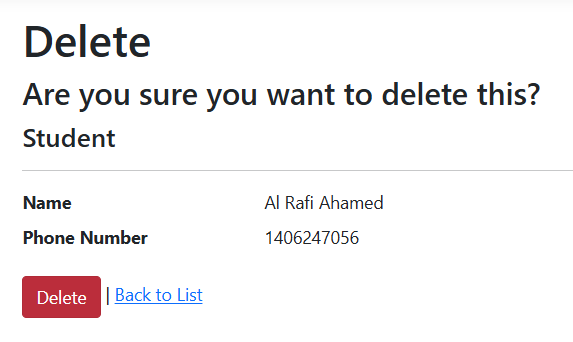 Delete
Are you sure you want to delete this?
Student
Name Al Rafi Ahamed
Phone Number 1406247056
Delete | Back to List